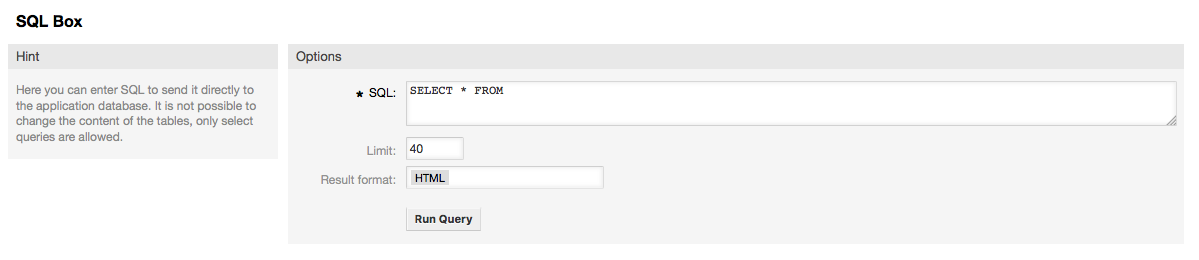 SQL Box
Hint
Here you can enter SQL to send it directly to
the application database. It is not possible to
change the content of the tables, only select
queries are allowed.
Options
* SQL: SELECT * FROM
Limit: 40
Result format: HTML
Run Query